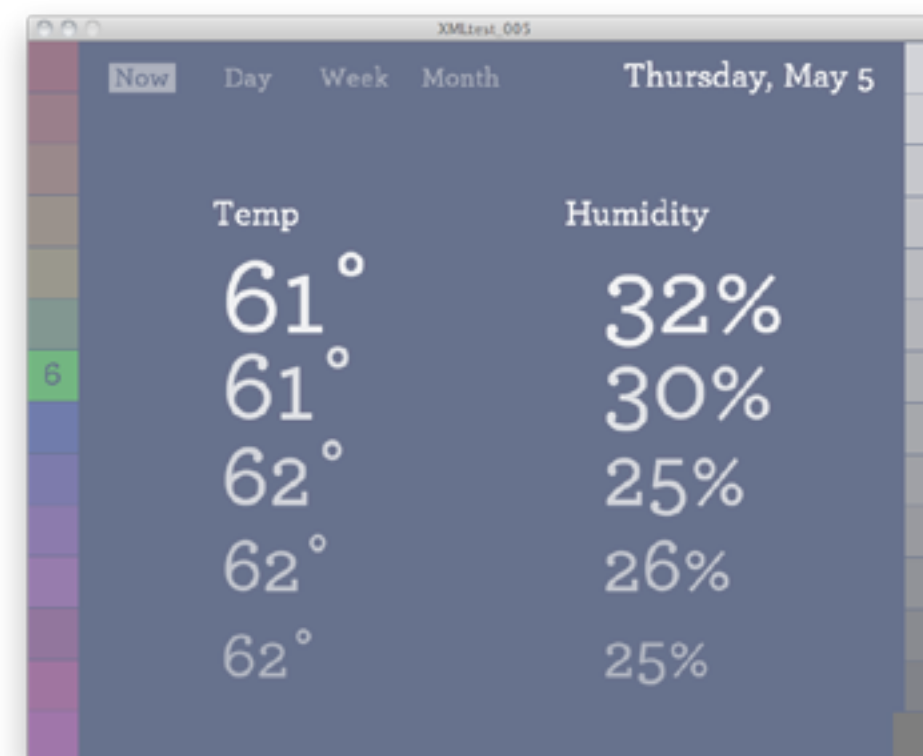 XMLtest_005
Now Day Week Month Thursday, May 5
Temp Humidity
61° 32%
6
61° 30%
62° 25%
62° 26%
62° 25%